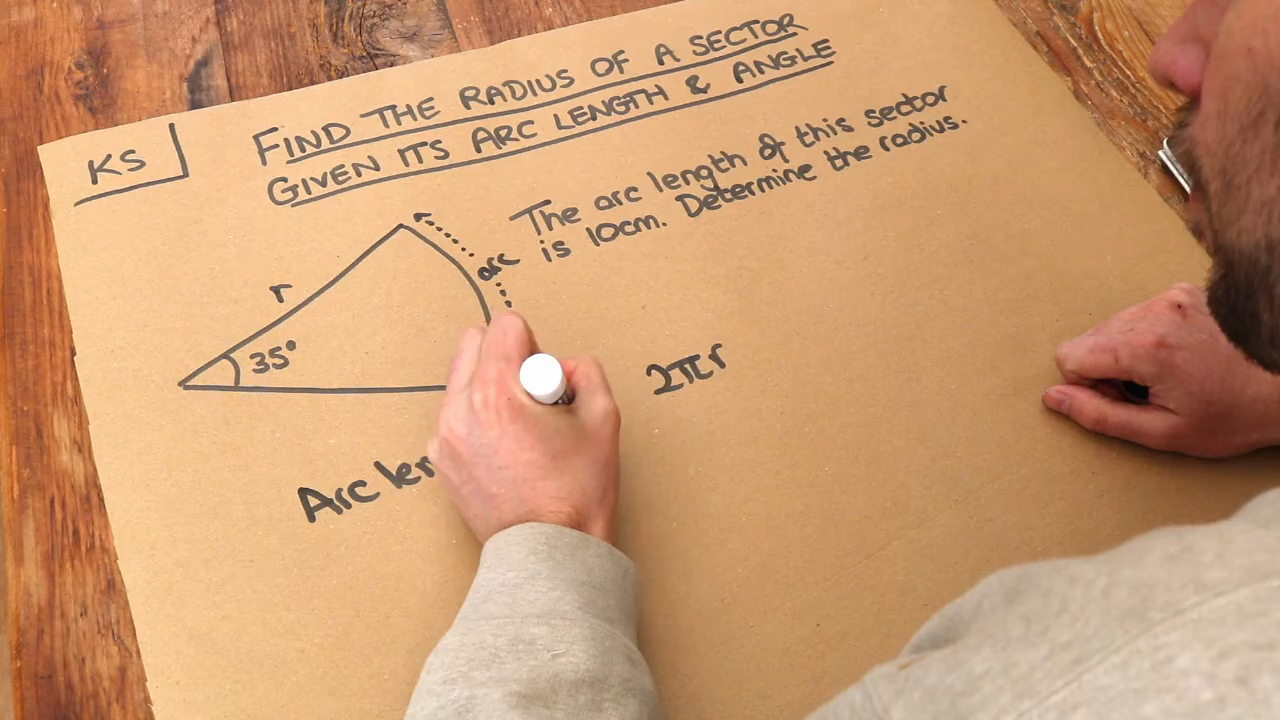 KS
FIND THE RADIUS OF A SECTOR
GIVEN ITS ARC LENGTH & ANGLE
The arc length of this sector
is 10cm. Determine the radius.
r
arc
35°
2πr
Arc len